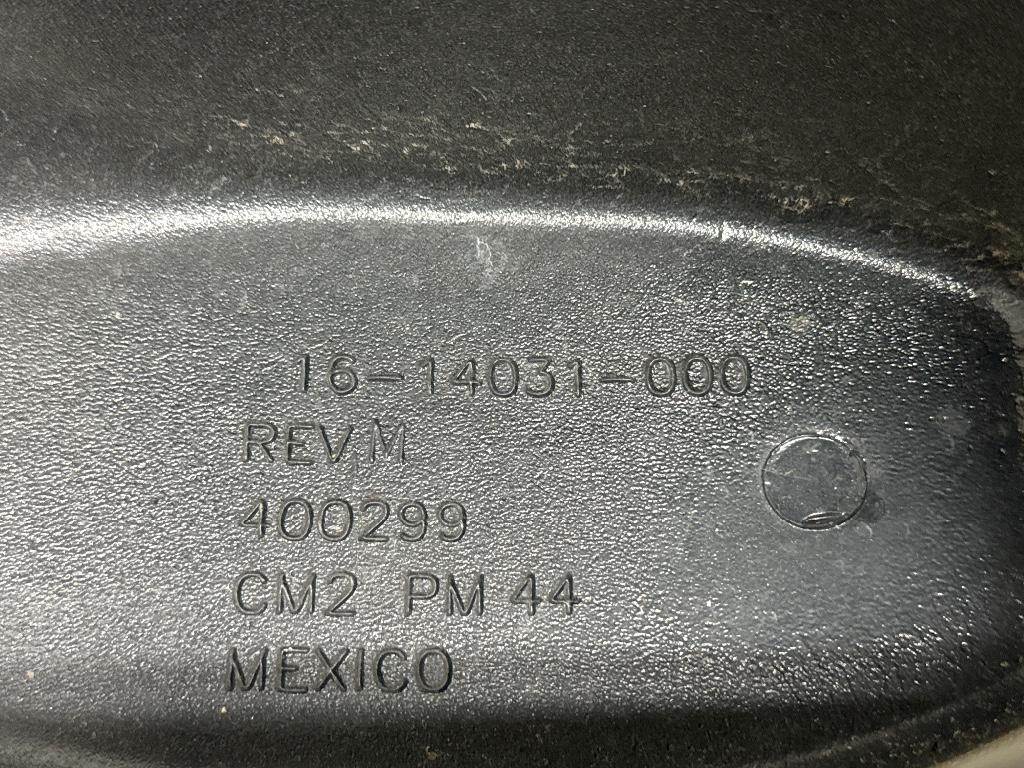 16-14031-000
REV M
400299
CM2 PM 44
MEXICO